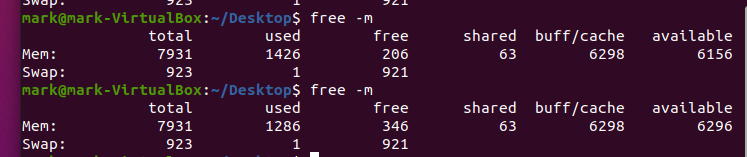 Swap: 923 1 921
mark@mark-VirtualBox:~/Desktop$ free -m
total used free shared buff/cache available
Mem: 7931 1426 206 63 6298 6156
Swap: 923 1 921
mark@mark-VirtualBox:~/Desktop$ free -m
total used free shared buff/cache available
Mem: 7931 1286 346 63 6298 6296
Swap: 923 1 921